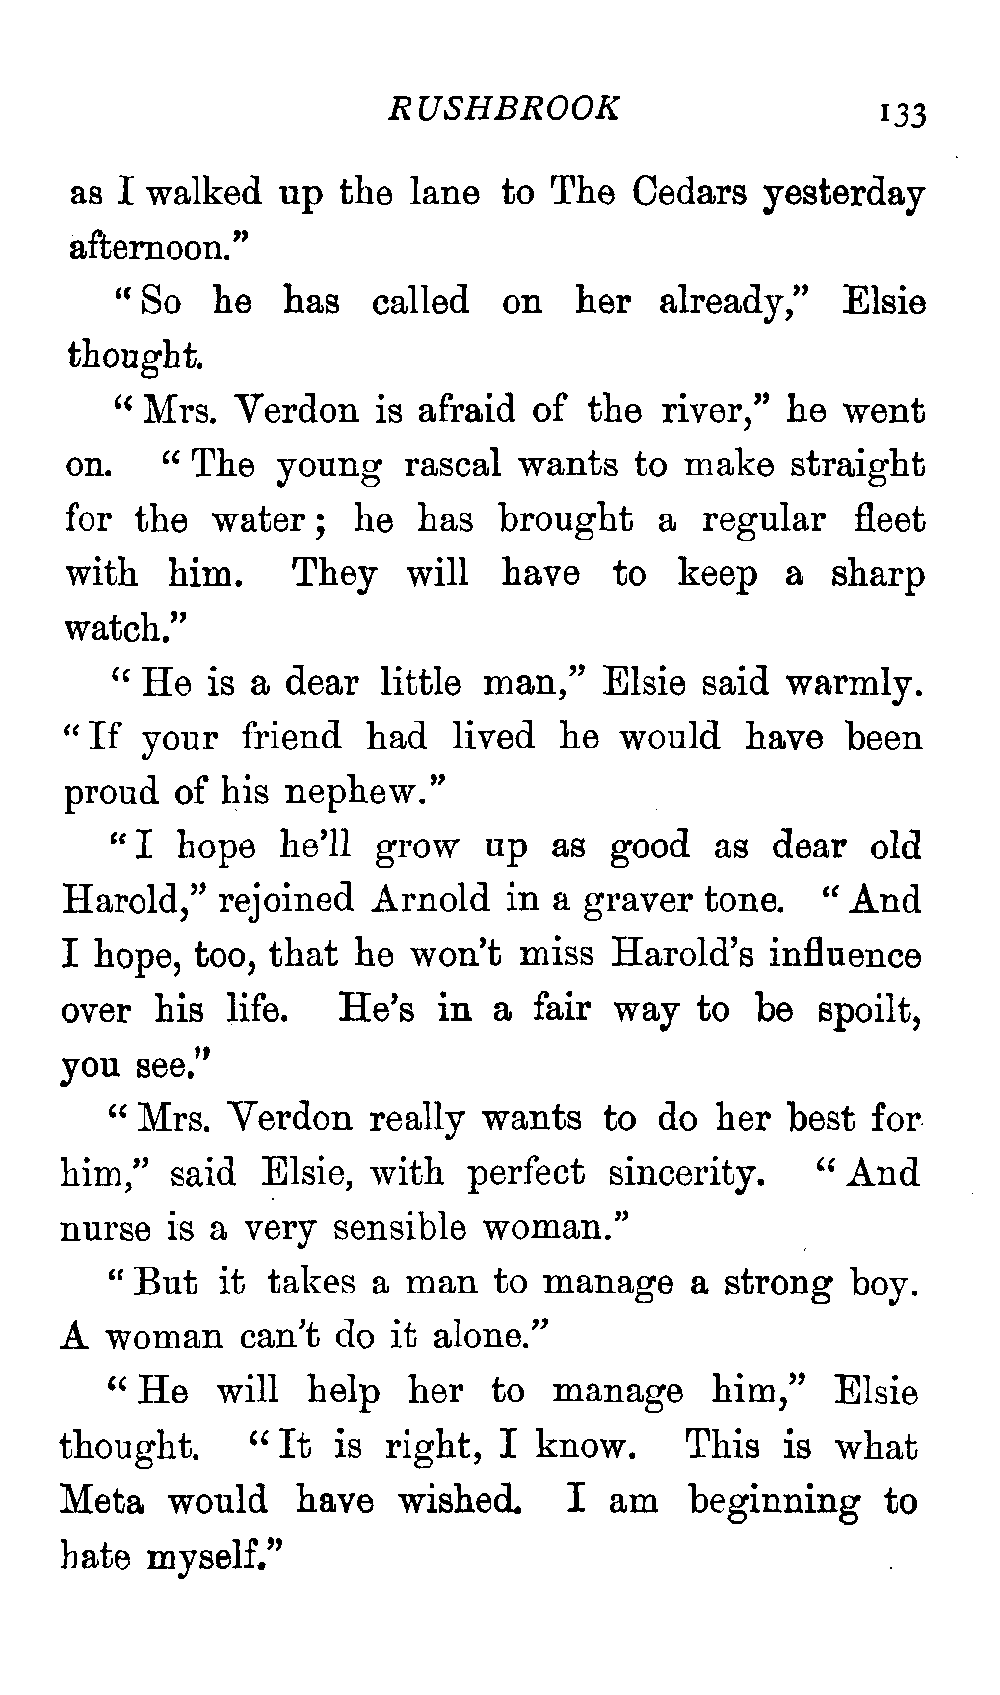 RUSHBROOK 133
as I walked up the lane to The Cedars yesterday
afternoon."
"So he has called on her already," Elsie
thought.
"Mrs. Verdon is afraid of the river," he went
on. "The young rascal wants to make straight
for the water; he has brought a regular fleet
with him. They will have to keep a sharp
watch."
"He is a dear little man," Elsie said warmly.
"If your friend had lived he would have been
proud of his nephew."
"I hope he'll grow up as good as dear old
Harold," rejoined Arnold in a graver tone. "And
I hope, too, that he won't miss Harold's influence
over his life. He's in a fair way to be spoilt,
you see."
"Mrs. Verdon really wants to do her best for
him," said Elsie, with perfect sincerity. "And
nurse is a very sensible woman."
"But it takes a man to manage a strong boy.
A woman can't do it alone."
"He will help her to manage him," Elsie
thought. "It is right, I know. This is what
Meta would have wished. I am beginning to
hate myself."